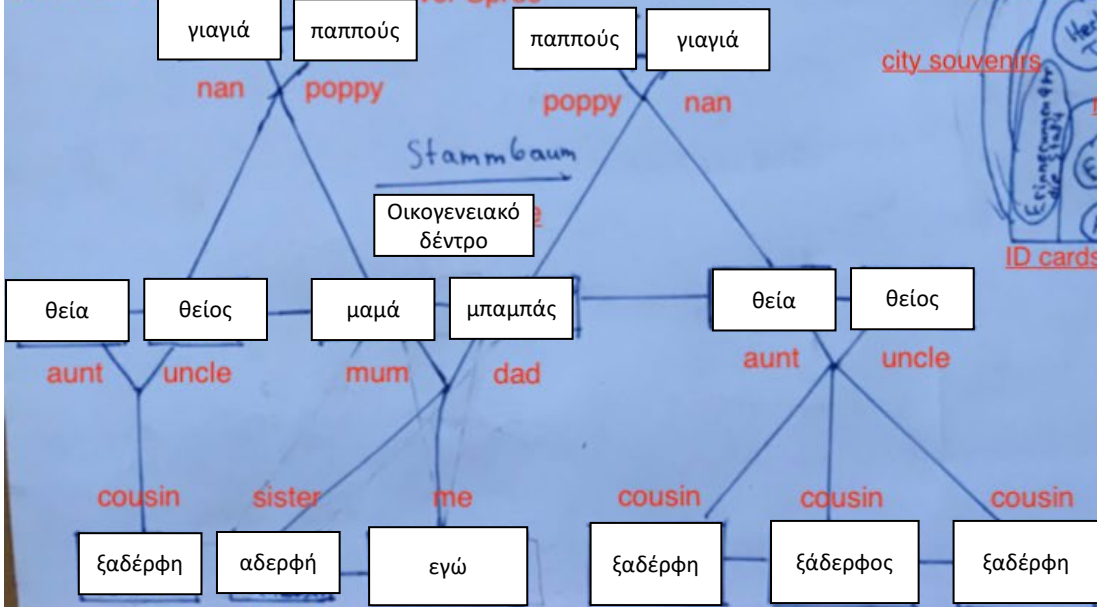 γιαγιά παππούς παππούς γιαγιά
nan poppy poppy nan
city souvenirs
Stammbaum
Οικογενειακό
δέντρο
ID cards
θεία θείος μαμά μπαμπάς θεία θείος
aunt uncle mum dad aunt uncle
cousin sister me cousin cousin cousin
ξαδέρφη αδερφή εγώ ξαδέρφη ξάδερφος ξαδέρφη